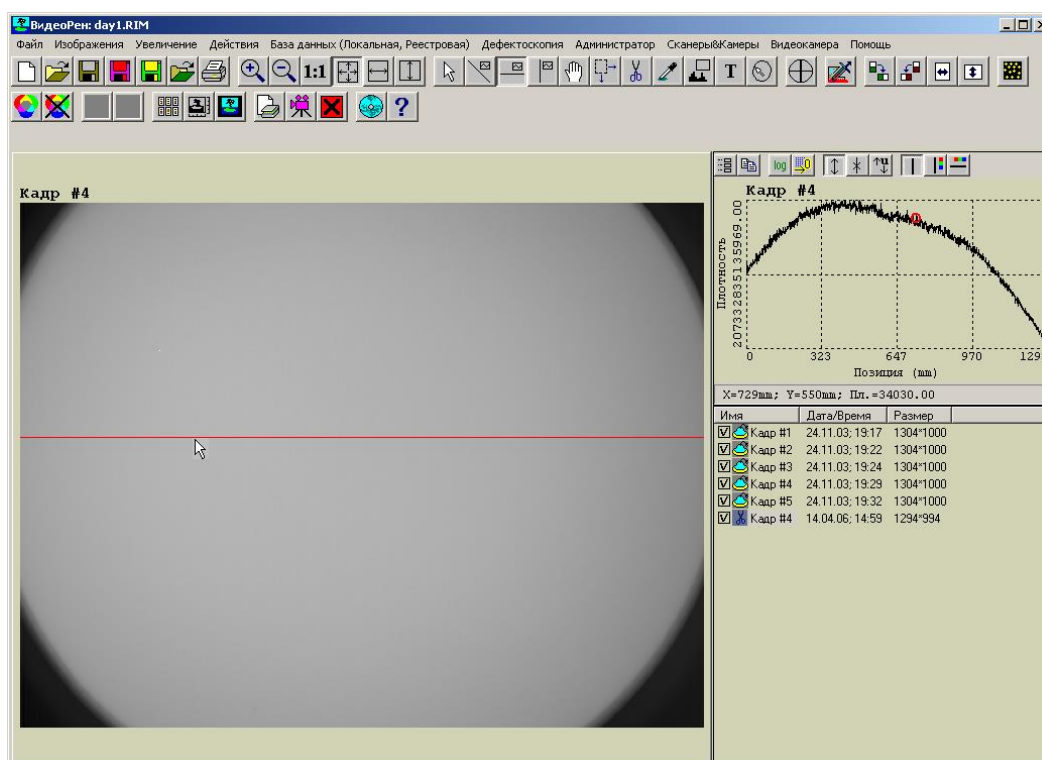 ВидеоРен: day1.RIM
Файл Изображения Увеличение Действия База данных (Локальная, Реестровая) Дефектоскопия Администратор Сканеры&Камеры Видеокамера Помощь
1:1 T
?
log 0 u
Кадр #4
Кадр #4
Плотность
20733 28351 35969.00
0 323 647 970 129
Позиция (mm)
X=729mm; Y=550mm; Пл.=34030.00
Имя Дата/Время Размер
Кадр #1 24.11.03; 19:17 1304*1000
Кадр #2 24.11.03; 19:22 1304*1000
Кадр #3 24.11.03; 19:24 1304*1000
Кадр #4 24.11.03; 19:29 1304*1000
Кадр #5 24.11.03; 19:32 1304*1000
Кадр #4 14.04.06; 14:59 1294*994